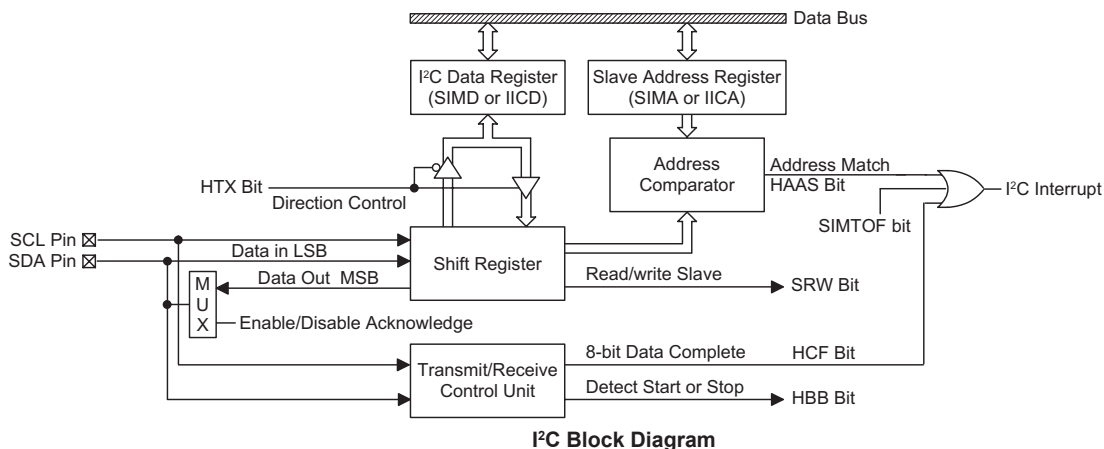 Data Bus
I²C Data Register
(SIMD or IICD)
Slave Address Register
(SIMA or IICA)
Address
Comparator
Address Match
HAAS Bit
I²C Interrupt
SIMTOF bit
HTX Bit
Direction Control
SCL Pin
SDA Pin
Data in LSB
Shift Register
Data Out MSB
Read/write Slave
SRW Bit
M
U
X
Enable/Disable Acknowledge
Transmit/Receive
Control Unit
8-bit Data Complete
HCF Bit
Detect Start or Stop
HBB Bit
I²C Block Diagram